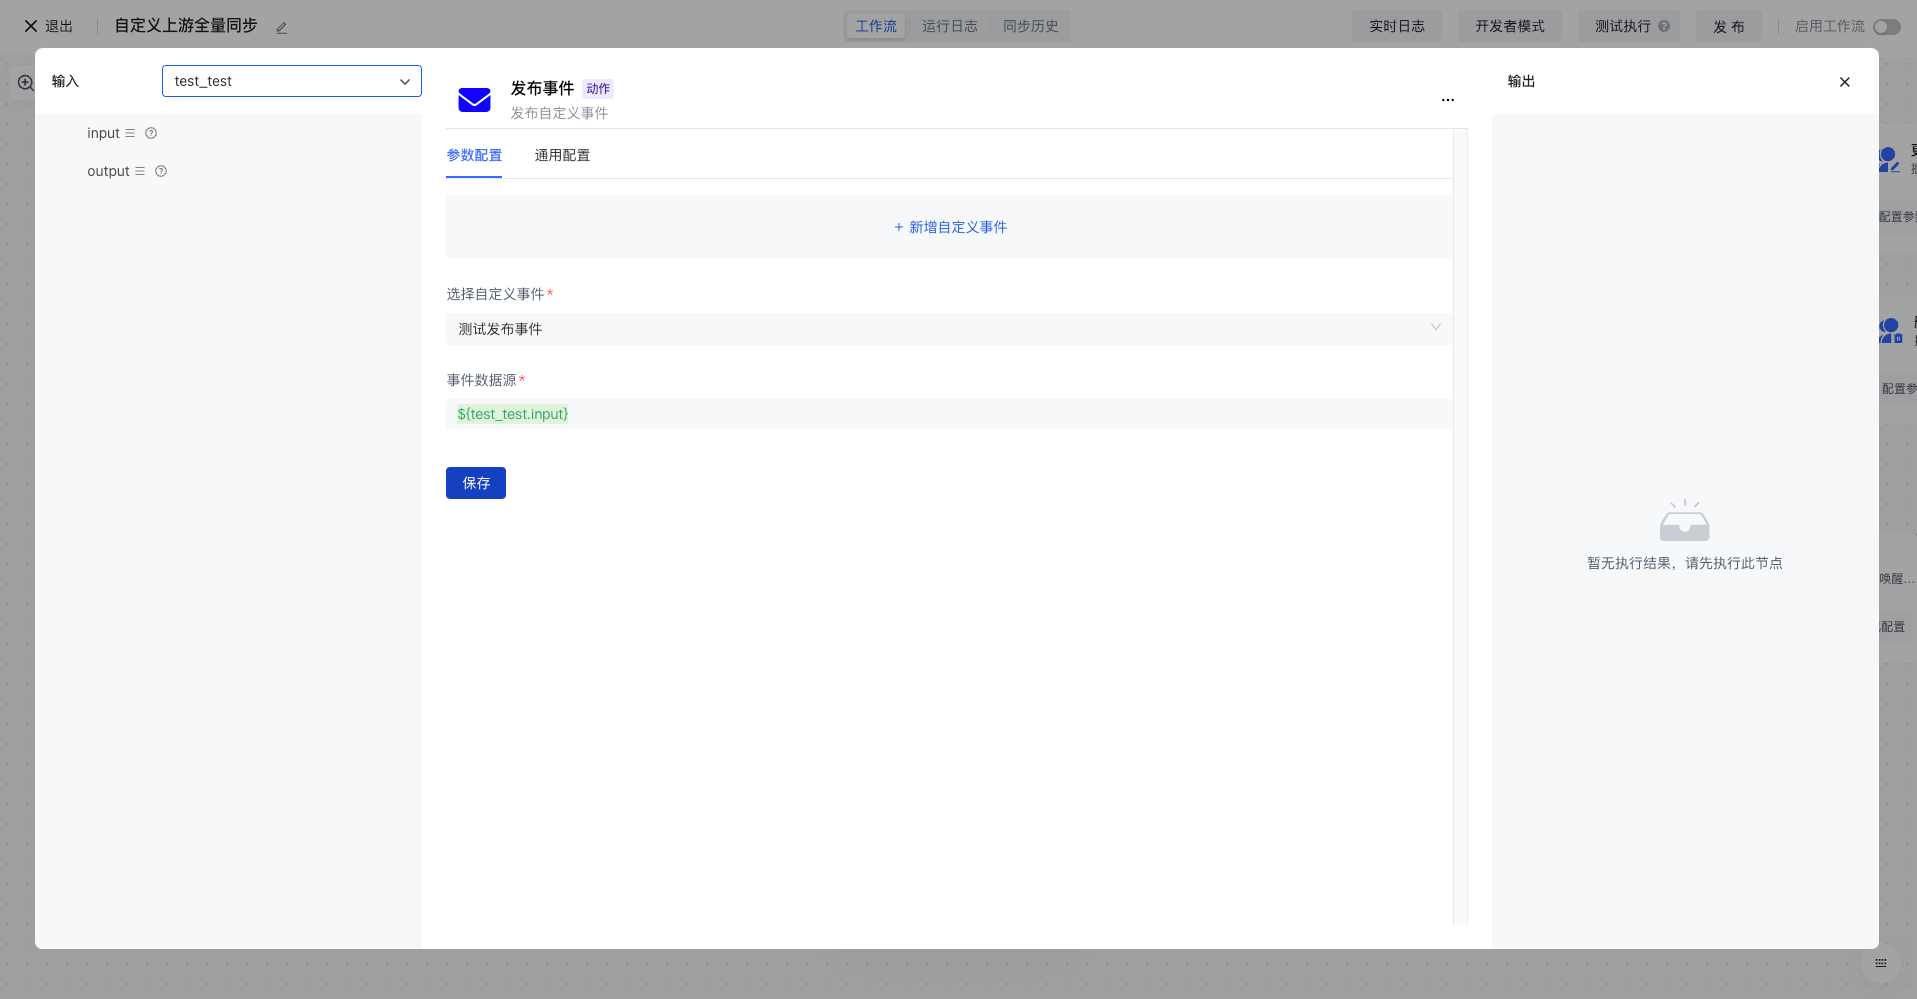 退出
自定义上游全量同步
工作流
运行日志
同步历史
实时日志
开发者模式
测试执行
发 布
启用工作流
输入
test_test
input
output
发布事件 动作
发布自定义事件
参数配置
通用配置
+ 新增自定义事件
选择自定义事件*
测试发布事件
事件数据源*
${test_test.input}
保存
输出
暂无执行结果，请先执行此节点
配置参
配置参
唤醒...
配置